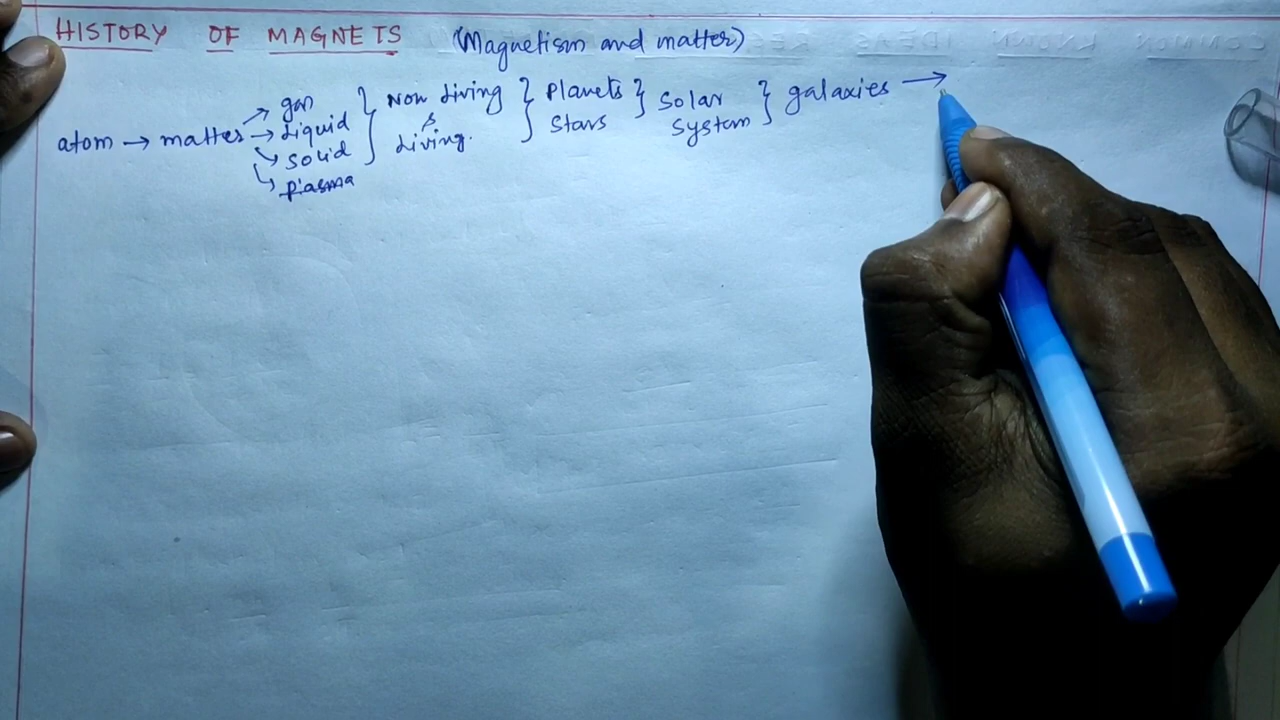 HISTORY OF MAGNETS (Magnetism and matter)
atom → matter → gas } Non living } Planets } Solar } galaxies →
→ Liquid & Stars System
→ Solid living.
→ plasma